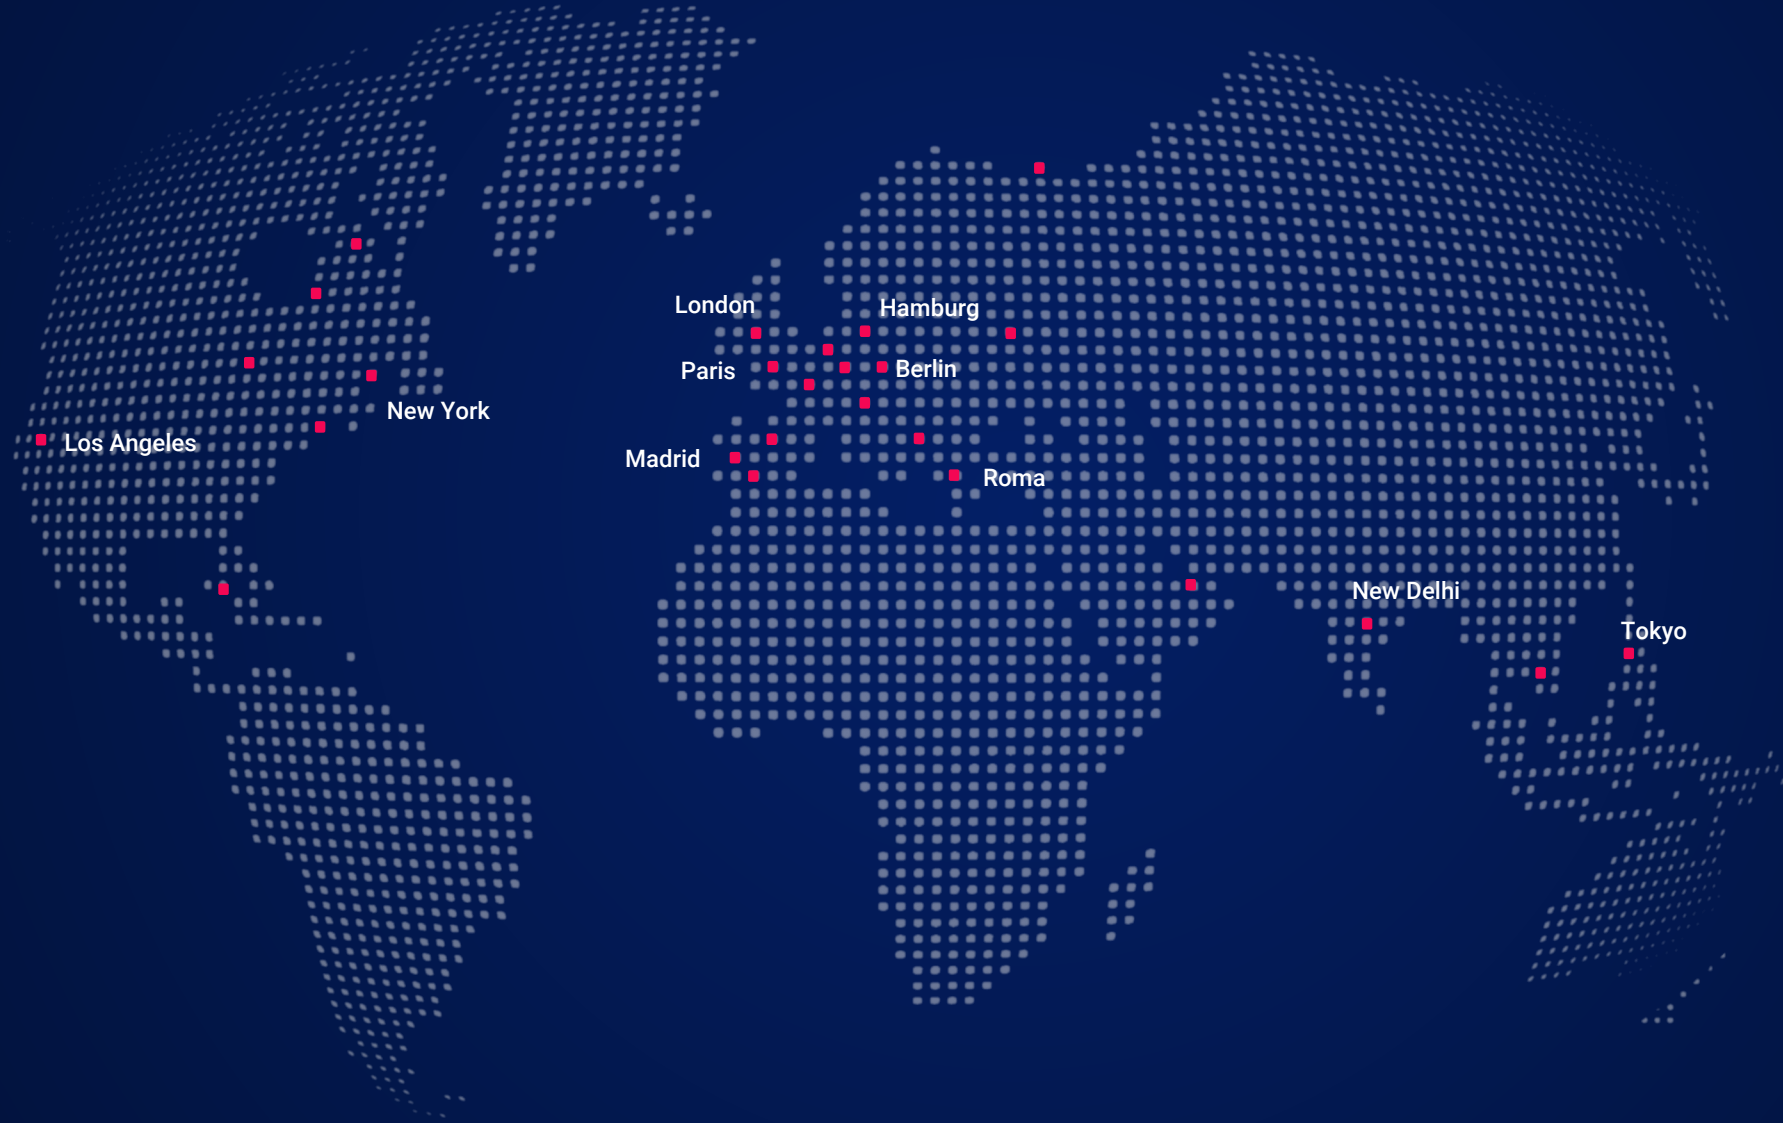 London
Hamburg
Paris
Berlin
New York
Los Angeles
Madrid
Roma
New Delhi
Tokyo